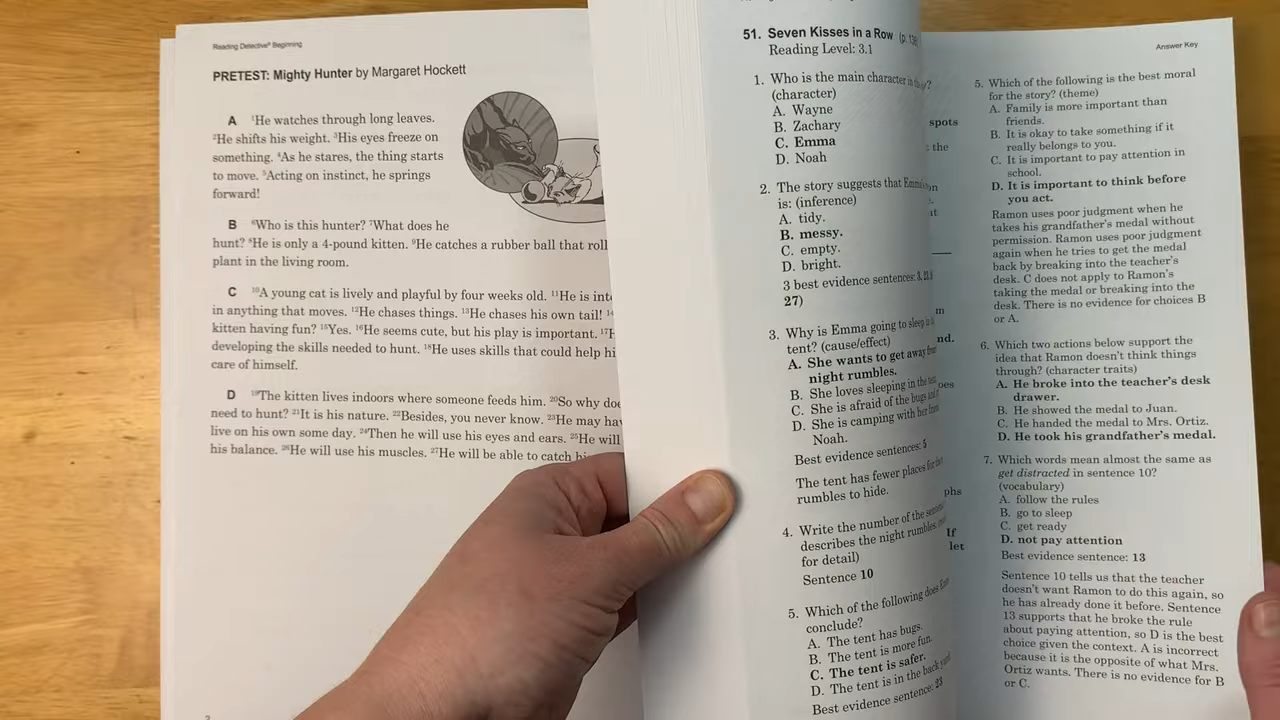 Reading Detective® Beginning
PRETEST: Mighty Hunter by Margaret Hockett
A ¹He watches through long leaves.
²He shifts his weight. ³His eyes freeze on
something. ⁴As he stares, the thing starts
to move. ⁵Acting on instinct, he springs
forward!
B ⁶Who is this hunter? ⁷What does he
hunt? ⁸He is only a 4-pound kitten. ⁹He catches a rubber ball that roll
plant in the living room.
C ¹⁰A young cat is lively and playful by four weeks old. ¹¹He is inte
in anything that moves. ¹²He chases things. ¹³He chases his own tail! ¹⁴
kitten having fun? ¹⁵Yes. ¹⁶He seems cute, but his play is important. ¹⁷H
developing the skills needed to hunt. ¹⁸He uses skills that could help hi
care of himself.
D ¹⁹The kitten lives indoors where someone feeds him. ²⁰So why doe
need to hunt? ²¹It is his nature. ²²Besides, you never know. ²³He may hav
live on his own some day. ²⁴Then he will use his eyes and ears. ²⁵He will
his balance. ²⁶He will use his muscles. ²⁷He will be able to catch hi
51. Seven Kisses in a Row (p. 138
Reading Level: 3.1
1. Who is the main character in
(character)
A. Wayne
B. Zachary
C. Emma
D. Noah
2. The story suggests that Emma
is: (inference)
A. tidy.
B. messy.
C. empty.
D. bright.
3 best evidence sentences: 3,
27)
3. Why is Emma going to sleep in
tent? (cause/effect)
A. She wants to get away from
night rumbles.
B. She loves sleeping in the tent
C. She is afraid of the bugs
D. She is camping with her
Noah.
Best evidence sentences: 5
The tent has fewer places for
rumbles to hide.
4. Write the number of the
describes the night rumbles.
for detail)
Sentence 10
5. Which of the following does
conclude?
A. The tent has bugs.
B. The tent is more fun.
C. The tent is safer.
D. The tent is in the back
Best evidence sentence: 23
spots
the
nd.
oes
phs
If
let
Answer Key
5. Which of the following is the best moral
for the story? (theme)
A. Family is more important than
friends.
B. It is okay to take something if it
really belongs to you.
C. It is important to pay attention in
school.
D. It is important to think before
you act.
Ramon uses poor judgment when he
takes his grandfather's medal without
permission. Ramon uses poor judgment
again when he tries to get the medal
back by breaking into the teacher's
desk. C does not apply to Ramon's
taking the medal or breaking into the
desk. There is no evidence for choices B
or A.
6. Which two actions below support the
idea that Ramon doesn't think things
through? (character traits)
A. He broke into the teacher's desk
drawer.
B. He showed the medal to Juan.
C. He handed the medal to Mrs. Ortiz.
D. He took his grandfather's medal.
7. Which words mean almost the same as
get distracted in sentence 10?
(vocabulary)
A. follow the rules
B. go to sleep
C. get ready
D. not pay attention
Best evidence sentence: 13
Sentence 10 tells us that the teacher
doesn't want Ramon to do this again, so
he has already done it before. Sentence
13 supports that he broke the rule
about paying attention, so D is the best
choice given the context. A is incorrect
because it is the opposite of what Mrs.
Ortiz wants. There is no evidence for B
or C.